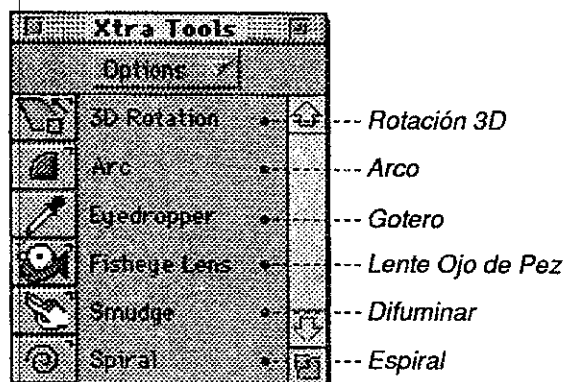 Xtra Tools
Options
3D Rotation Rotación 3D
Arc Arco
Eyedropper Gotero
Fisheye Lens Lente Ojo de Pez
Smudge Difuminar
Spiral Espiral